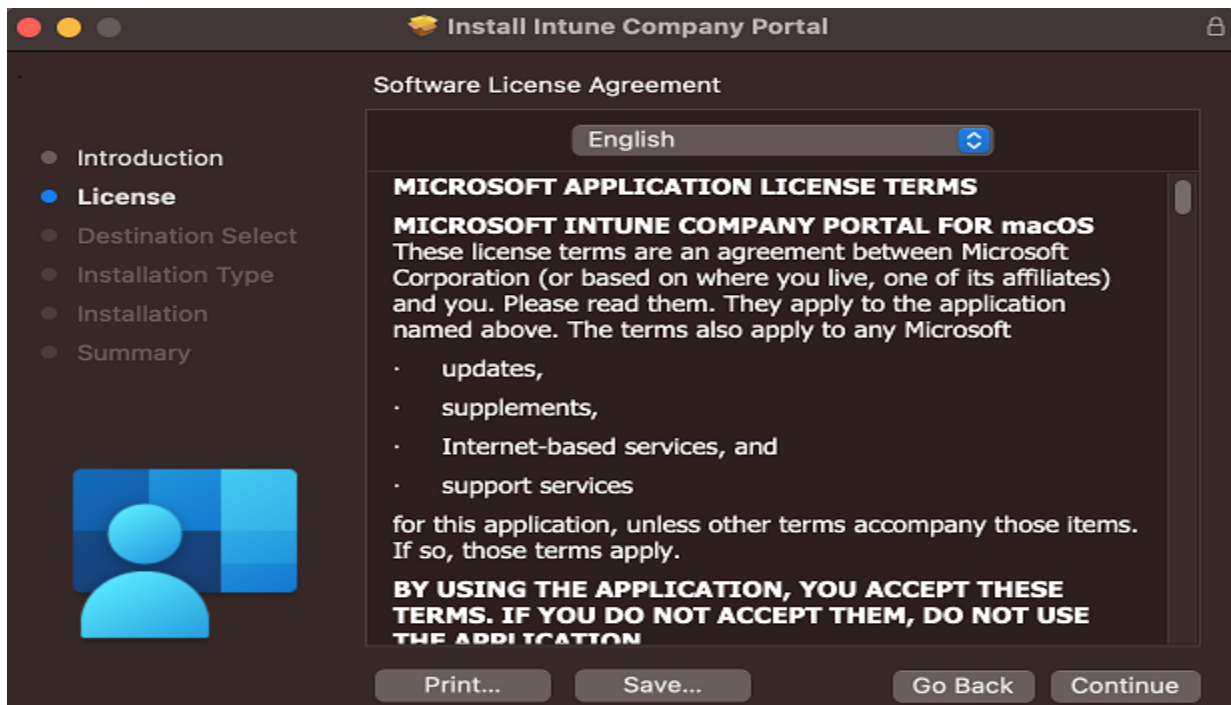 Install Intune Company Portal
Software License Agreement
Introduction
License
Destination Select
Installation Type
Installation
Summary
English
MICROSOFT APPLICATION LICENSE TERMS
MICROSOFT INTUNE COMPANY PORTAL FOR macOS
These license terms are an agreement between Microsoft
Corporation (or based on where you live, one of its affiliates)
and you. Please read them. They apply to the application
named above. The terms also apply to any Microsoft
· updates,
· supplements,
· Internet-based services, and
· support services
for this application, unless other terms accompany those items.
If so, those terms apply.
BY USING THE APPLICATION, YOU ACCEPT THESE
TERMS. IF YOU DO NOT ACCEPT THEM, DO NOT USE
THE APPLICATION
Print...
Save...
Go Back
Continue